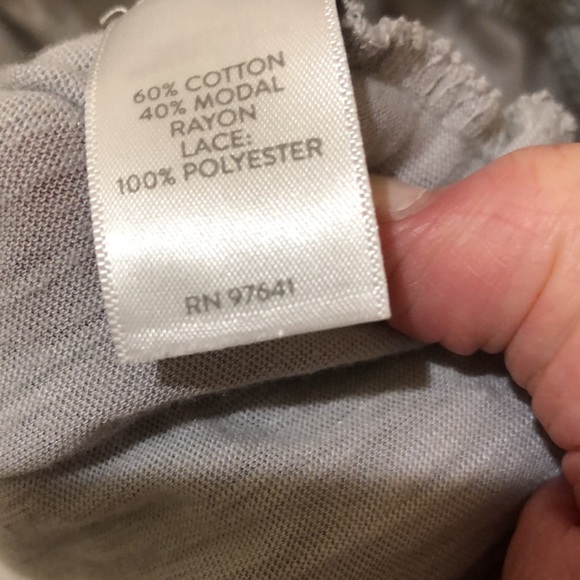 60% COTTON
40% MODAL
RAYON
LACE:
100% POLYESTER
RN 97641